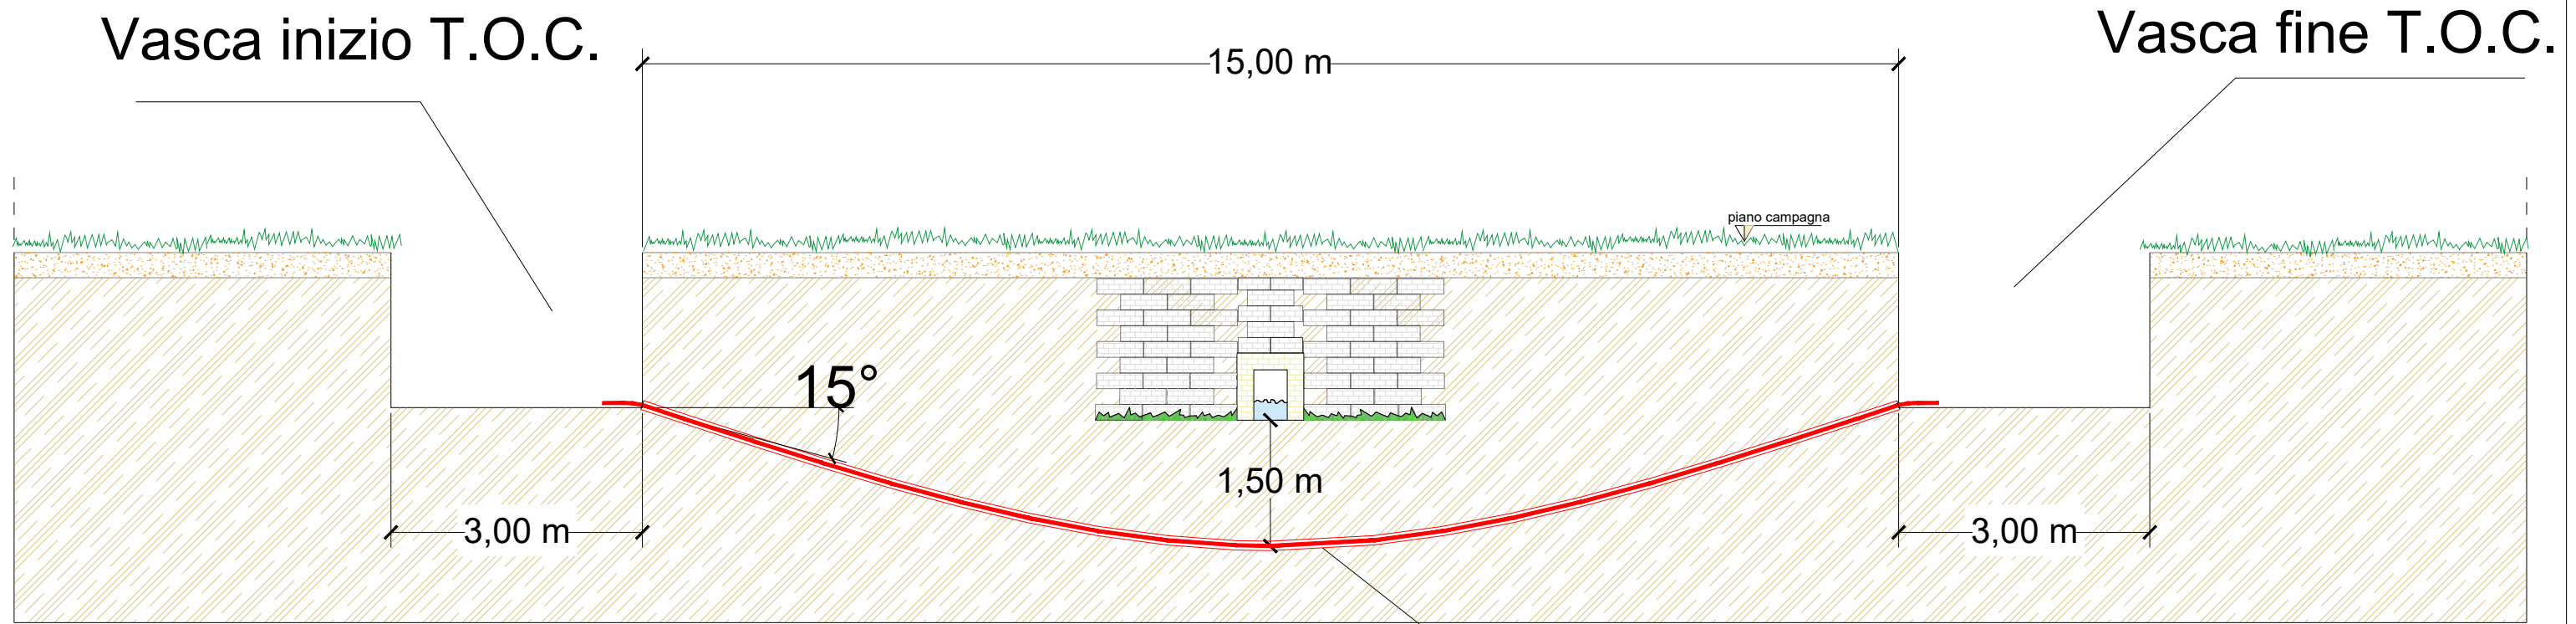 Vasca inizio T.O.C.
Vasca fine T.O.C.
15,00 m
piano campagna
15°
1,50 m
3,00 m
3,00 m